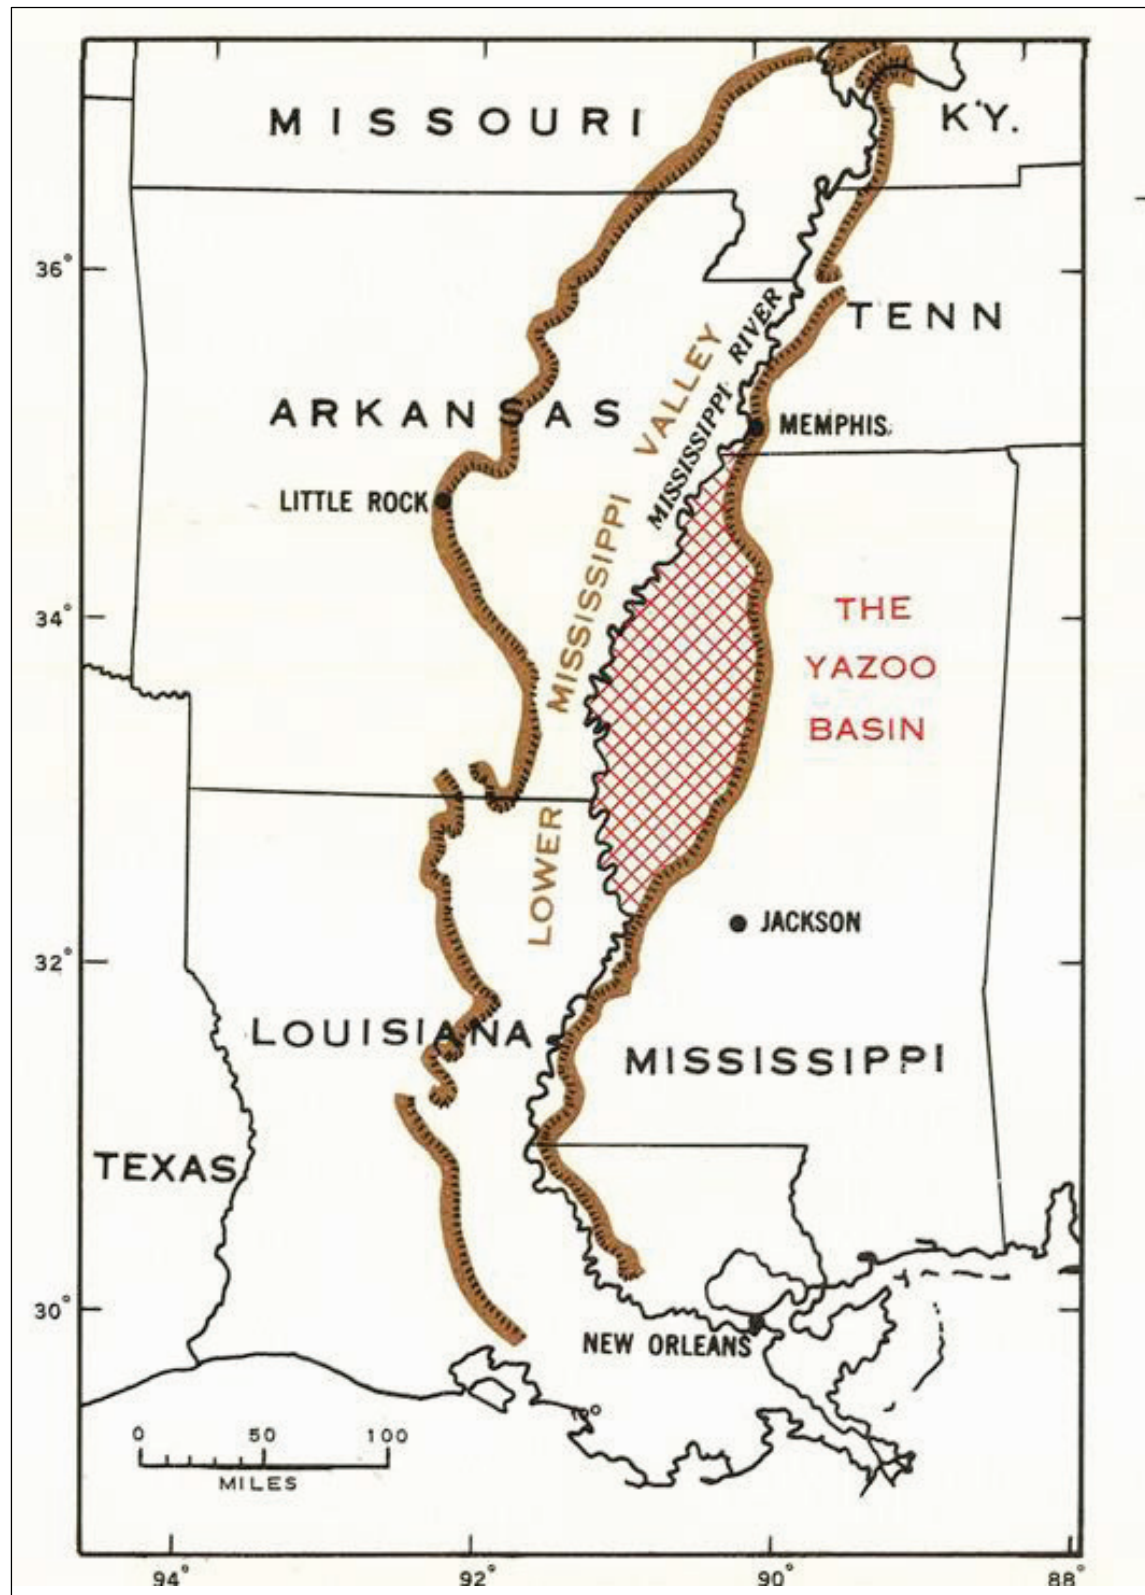 MISSOURI
KY.
36°
TENN
MISSISSIPPI RIVER
VALLEY
ARKANSAS
MEMPHIS
LITTLE ROCK
MISSISSIPPI
34°
THE
YAZOO
BASIN
LOWER
JACKSON
32°
LOUISIANA
MISSISSIPPI
TEXAS
30°
NEW ORLEANS
0 50 100
MILES
94° 92° 90° 88°